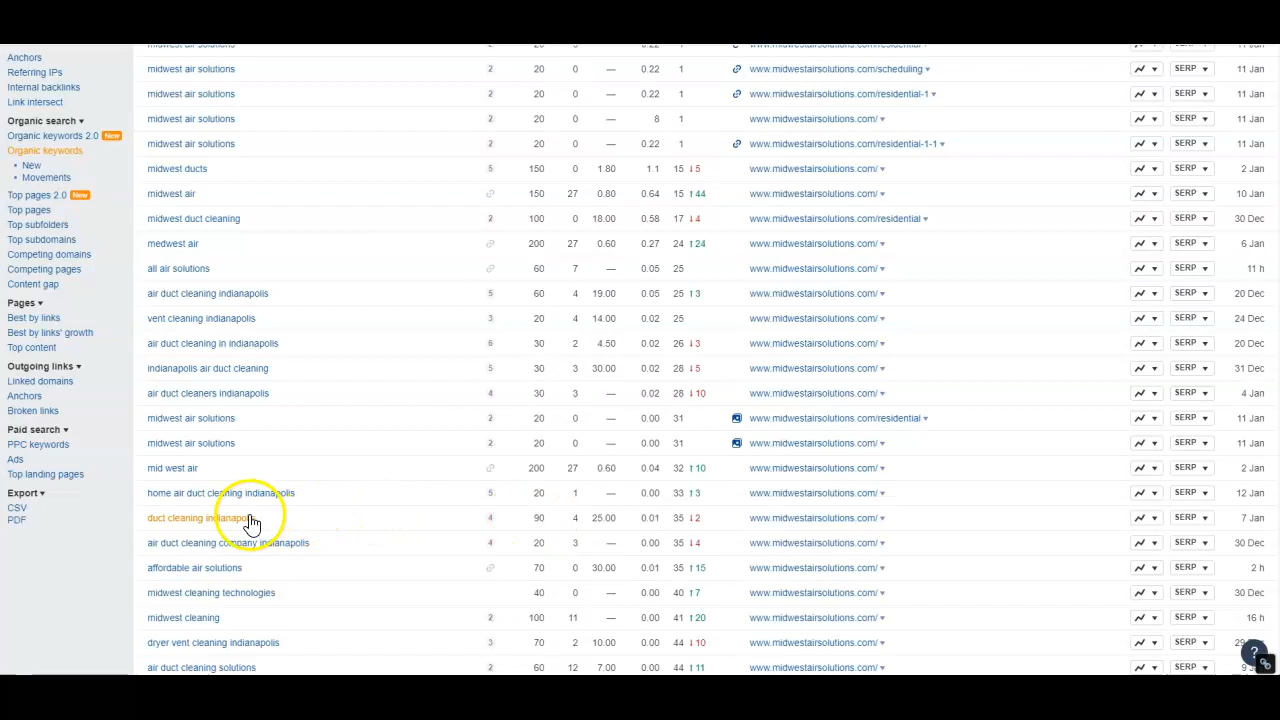 Anchors
Referring IPs
Internal backlinks
Link intersect
Organic search
Organic keywords 2.0 New
Organic keywords
• New
• Movements
Top pages 2.0 New
Top pages
Top subfolders
Top subdomains
Competing domains
Competing pages
Content gap
Pages
Best by links
Best by links' growth
Top content
Outgoing links
Linked domains
Anchors
Broken links
Paid search
PPC keywords
Ads
Top landing pages
Export
CSV
PDF
midwest air solutions 2 20 0 — 0.22 1 www.midwestairsolutions.com/scheduling SERP 11 Jan
midwest air solutions 2 20 0 — 0.22 1 www.midwestairsolutions.com/residential-1 SERP 11 Jan
midwest air solutions 2 20 0 — 8 1 www.midwestairsolutions.com/ SERP 11 Jan
midwest air solutions 2 20 0 — 0.22 1 www.midwestairsolutions.com/residential-1-1 SERP 11 Jan
midwest ducts 5 150 0 1.80 1.1 15 ↓5 www.midwestairsolutions.com/ SERP 2 Jan
midwest air 150 27 0.80 0.64 15 ↑44 www.midwestairsolutions.com/ SERP 10 Jan
midwest duct cleaning 2 100 0 18.00 0.58 17 ↓4 www.midwestairsolutions.com/residential SERP 30 Dec
medwest air 200 27 0.60 0.27 24 ↑24 www.midwestairsolutions.com/ SERP 6 Jan
all air solutions 60 7 — 0.05 25 www.midwestairsolutions.com/ SERP 11 h
air duct cleaning indianapolis 5 60 4 19.00 0.05 25 ↑3 www.midwestairsolutions.com/ SERP 20 Dec
vent cleaning indianapolis 3 20 4 14.00 0.02 25 www.midwestairsolutions.com/ SERP 24 Dec
air duct cleaning in indianapolis 6 30 2 4.50 0.02 26 ↓3 www.midwestairsolutions.com/ SERP 20 Dec
indianapolis air duct cleaning 5 30 3 30.00 0.02 28 ↓5 www.midwestairsolutions.com/ SERP 31 Dec
air duct cleaners indianapolis 4 30 3 — 0.02 28 ↓10 www.midwestairsolutions.com/ SERP 4 Jan
midwest air solutions 2 20 0 — 0.00 31 www.midwestairsolutions.com/residential SERP 11 Jan
midwest air solutions 2 20 0 — 0.00 31 www.midwestairsolutions.com/ SERP 11 Jan
mid west air 200 27 0.60 0.04 32 ↑10 www.midwestairsolutions.com/ SERP 2 Jan
home air duct cleaning indianapolis 5 20 1 — 0.00 33 ↑3 www.midwestairsolutions.com/ SERP 12 Jan
duct cleaning indianapolis 4 90 4 25.00 0.01 35 ↓2 www.midwestairsolutions.com/ SERP 7 Jan
air duct cleaning company indianapolis 4 20 3 — 0.00 35 ↓4 www.midwestairsolutions.com/ SERP 30 Dec
affordable air solutions 70 0 30.00 0.01 35 ↑15 www.midwestairsolutions.com/ SERP 2 h
midwest cleaning technologies 40 0 — 0.00 40 ↑7 www.midwestairsolutions.com/ SERP 30 Dec
midwest cleaning 2 100 11 — 0.00 41 ↑20 www.midwestairsolutions.com/ SERP 16 h
dryer vent cleaning indianapolis 3 70 2 10.00 0.00 44 ↓10 www.midwestairsolutions.com/ SERP
air duct cleaning solutions 2 60 12 7.00 0.00 44 ↑11 www.midwestairsolutions.com/ SERP
?